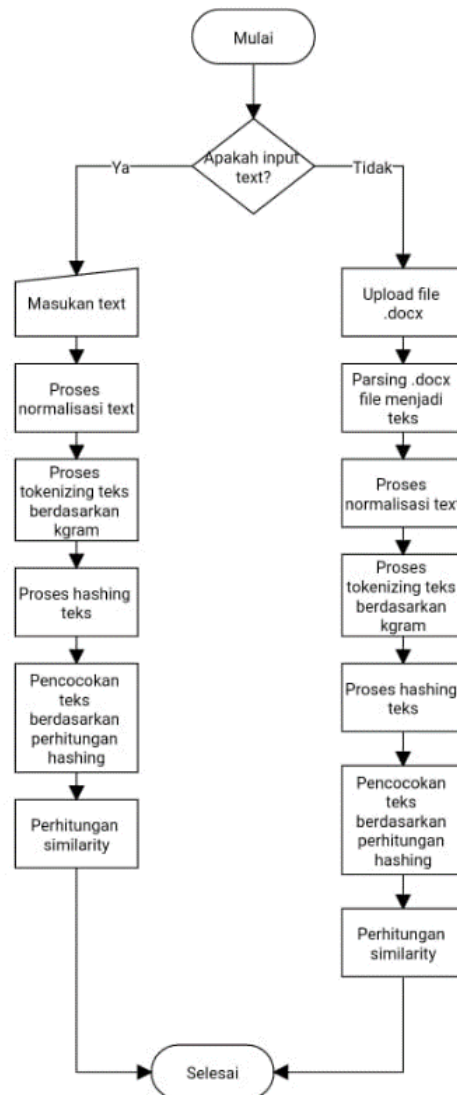 Mulai
Apakah input
text?
Ya
Tidak
Masukan text
Proses
normalisasi text
Proses
tokenizing teks
berdasarkan
kgram
Proses hashing
teks
Pencocokan
teks
berdasarkan
perhitungan
hashing
Perhitungan
similarity
Upload file
.docx
Parsing .docx
file menjadi
teks
Proses
normalisasi text
Proses
tokenizing teks
berdasarkan
kgram
Proses hashing
teks
Pencocokan
teks
berdasarkan
perhitungan
hashing
Perhitungan
similarity
Selesai